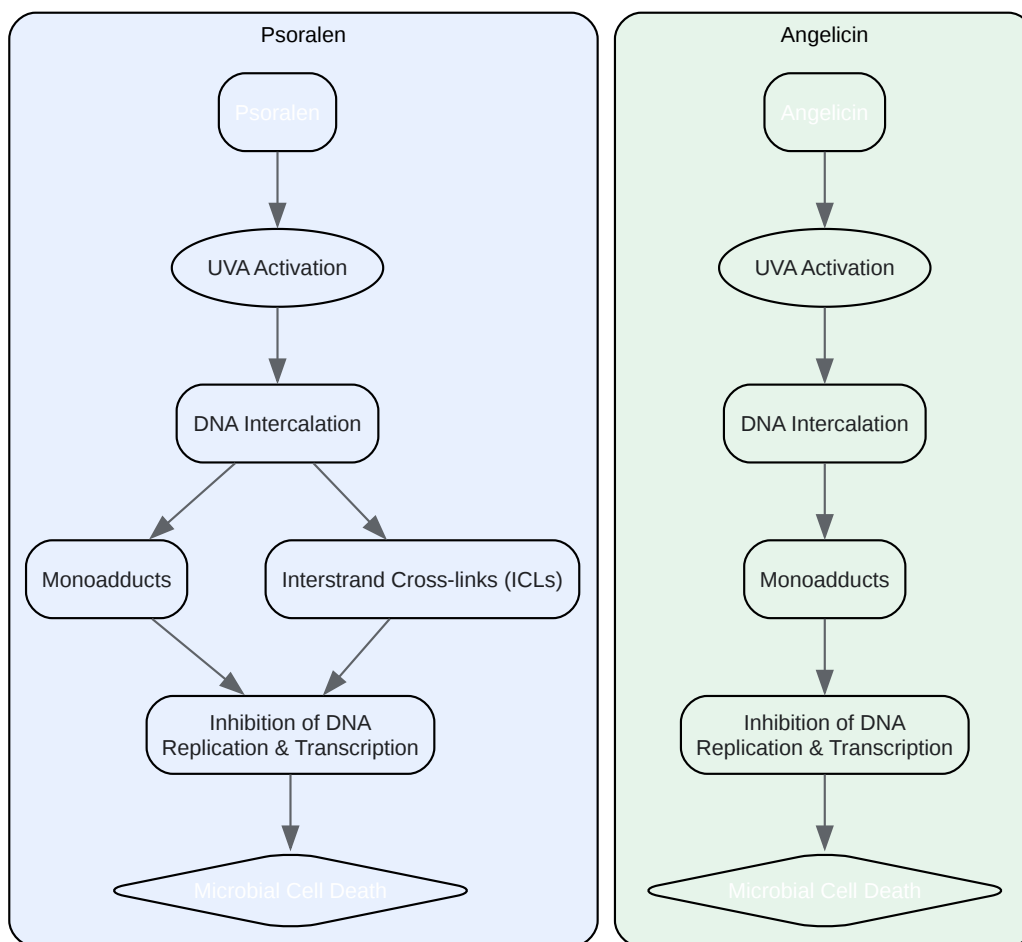 Psoralen
Psoralen
UVA Activation
DNA Intercalation
Monoadducts
Interstrand Cross-links (ICLs)
Inhibition of DNA
Replication & Transcription
Microbial Cell Death
Angelicin
Angelicin
UVA Activation
DNA Intercalation
Monoadducts
Inhibition of DNA
Replication & Transcription
Microbial Cell Death